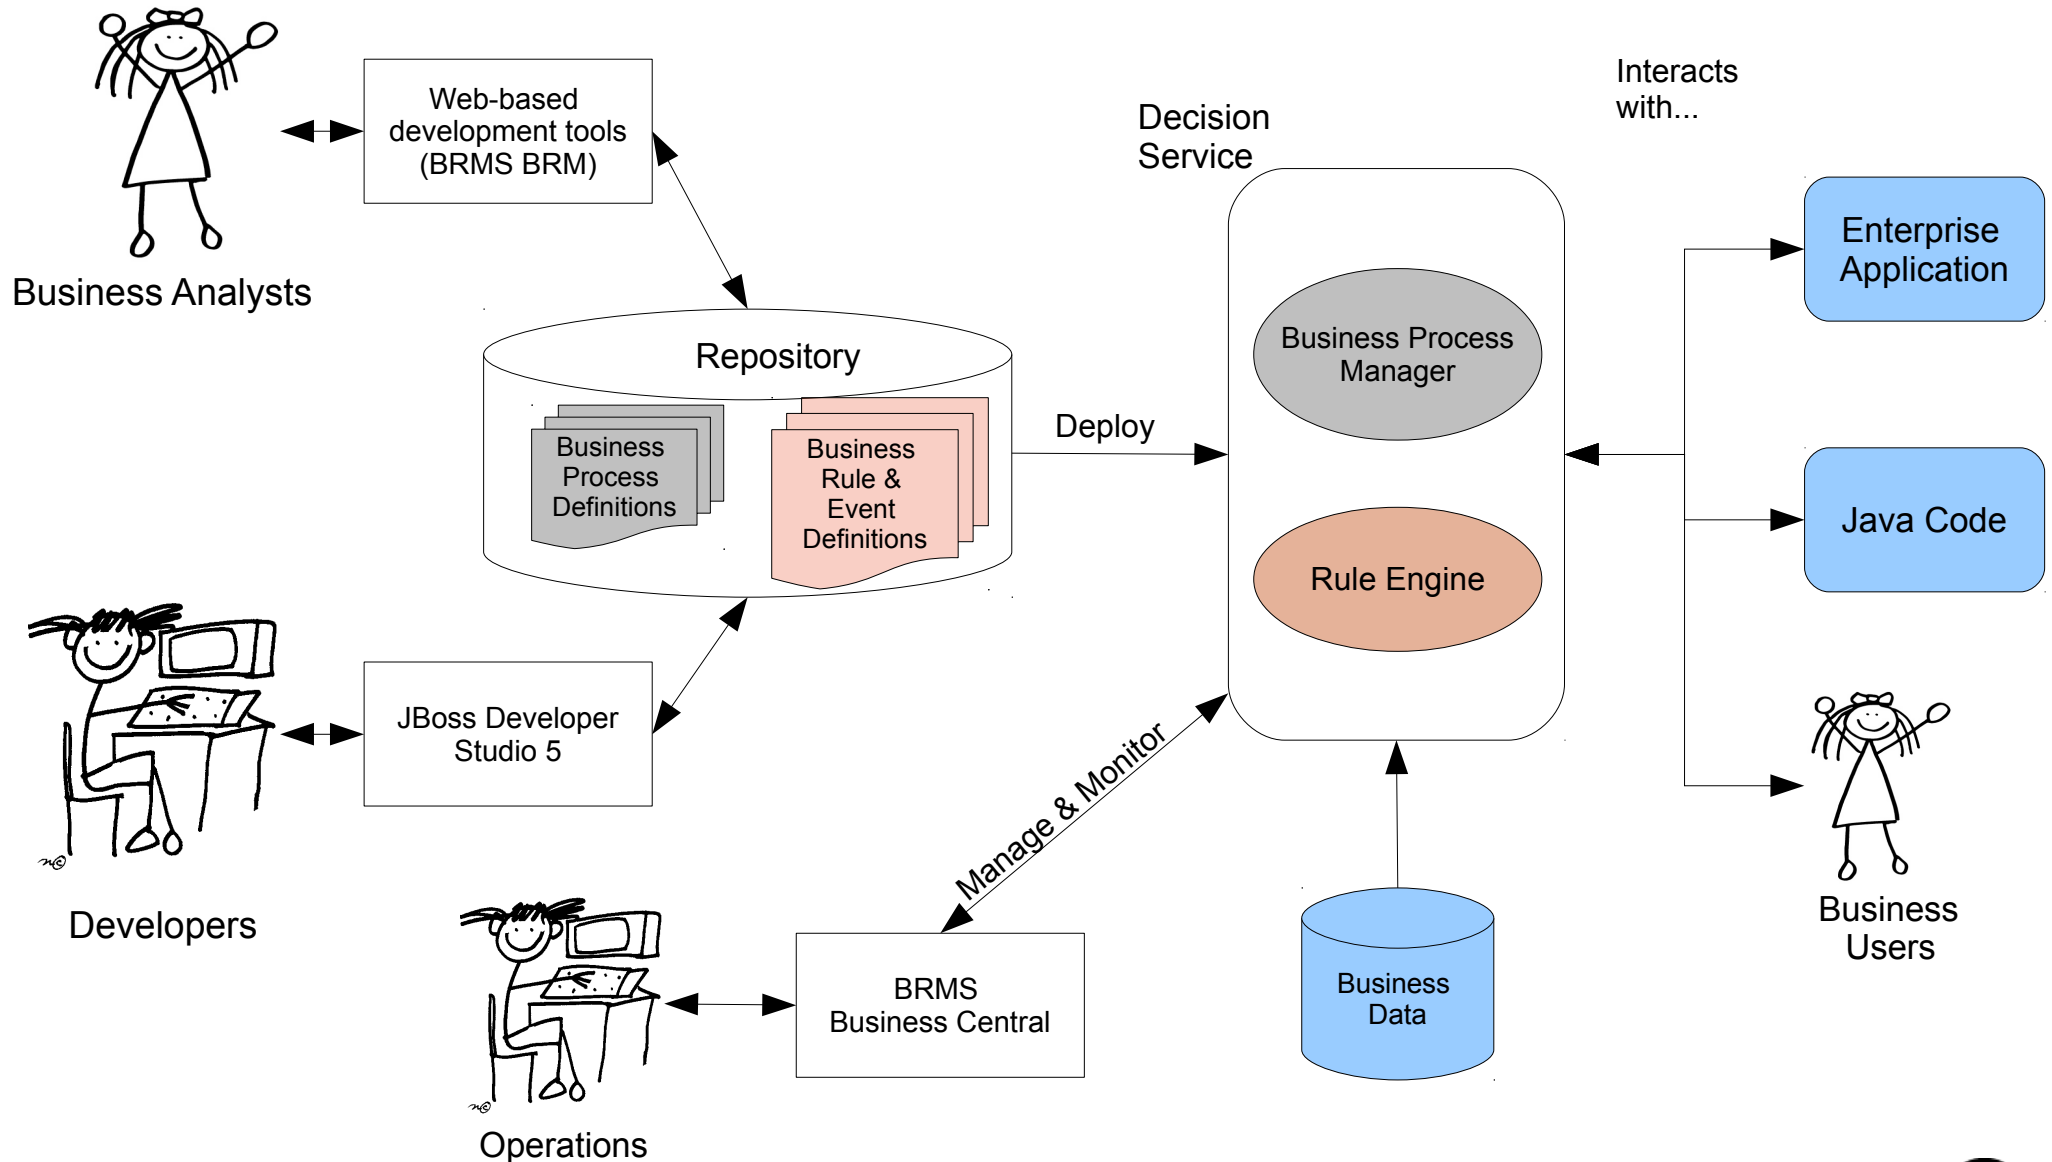 Interacts
with...
Web-based
development tools
(BRMS BRM)
Decision
Service
Enterprise
Application
Business Analysts
Repository
Business Process
Manager
Deploy
Business
Process
Definitions
Business
Rule &
Event
Definitions
Java Code
Rule Engine
JBoss Developer
Studio 5
Manage & Monitor
Developers
Business
Users
BRMS
Business Central
Business
Data
Operations